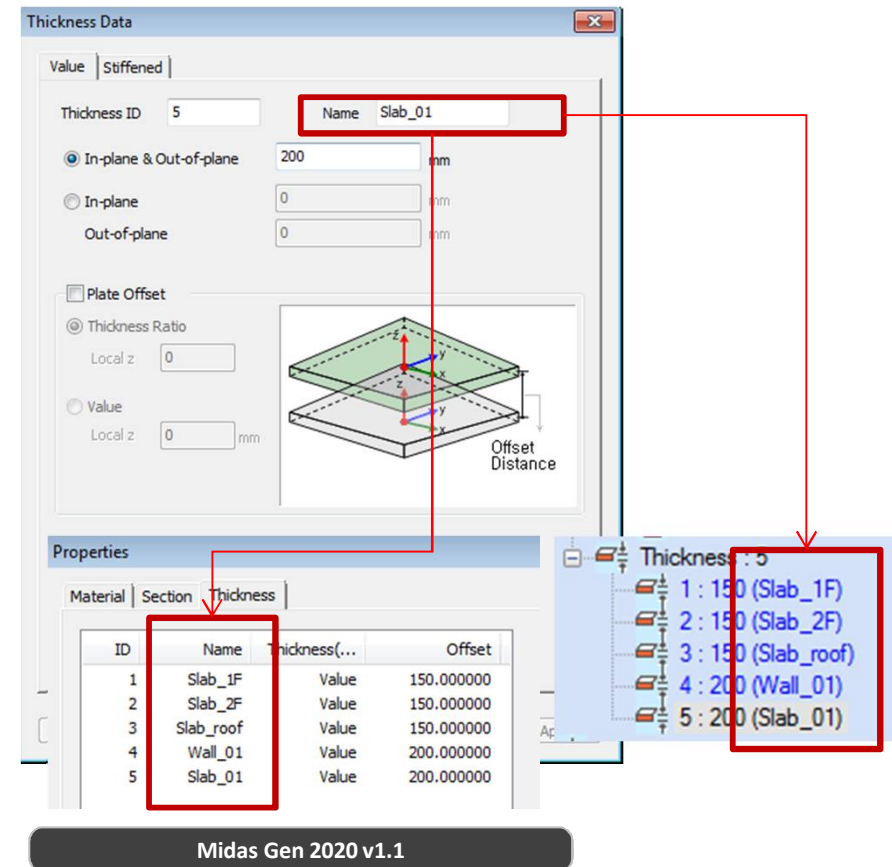 Thickness Data
Value Stiffened
Thickness ID 5 Name Slab_01
In-plane & Out-of-plane 200 mm
In-plane 0 mm
Out-of-plane 0 mm
Plate Offset
Thickness Ratio
Local z 0
Value
Local z 0 mm
z
y
x
z
y
x
Offset
Distance
Properties
Material Section Thickness
ID Name Thickness(... Offset
1 Slab_1F Value 150.000000
2 Slab_2F Value 150.000000
3 Slab_roof Value 150.000000
4 Wall_01 Value 200.000000
5 Slab_01 Value 200.000000
Ap
Thickness : 5
1 : 150 (Slab_1F)
2 : 150 (Slab_2F)
3 : 150 (Slab_roof)
4 : 200 (Wall_01)
5 : 200 (Slab_01)
Midas Gen 2020 v1.1